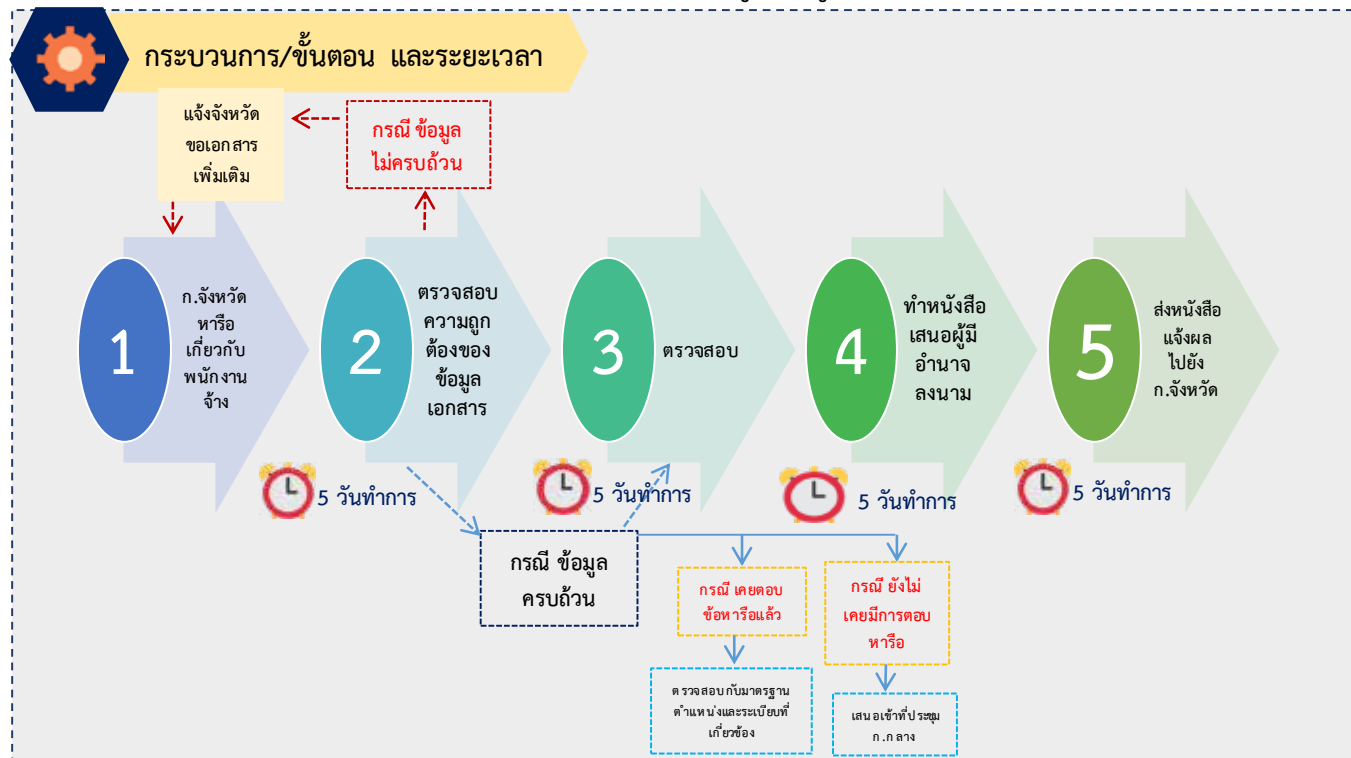 กระบวนการ/ขั้นตอน และระยะเวลา
แจ้งจังหวัด
ขอเอกสาร
เพิ่มเติม
กรณี ข้อมูล
ไม่ครบถ้วน
1
ก.จังหวัด
หารือ
เกี่ยวกับ
พนักงาน
จ้าง
2
ตรวจสอบ
ความถูก
ต้องของ
ข้อมูล
เอกสาร
3
ตรวจสอบ
4
ทำหนังสือ
เสนอผู้มี
อำนาจ
ลงนาม
5
ส่งหนังสือ
แจ้งผล
ไปยัง
ก.จังหวัด
5 วันทำการ
5 วันทำการ
5 วันทำการ
5 วันทำการ
กรณี ข้อมูล
ครบถ้วน
กรณี เคยตอบ
ข้อหารือแล้ว
กรณี ยังไม่
เคยมีการตอบ
หารือ
ตรวจสอบกับมาตรฐาน
ตำแหน่งและระเบียบที่
เกี่ยวข้อง
เสนอเข้าที่ประชุม
ก.กลาง